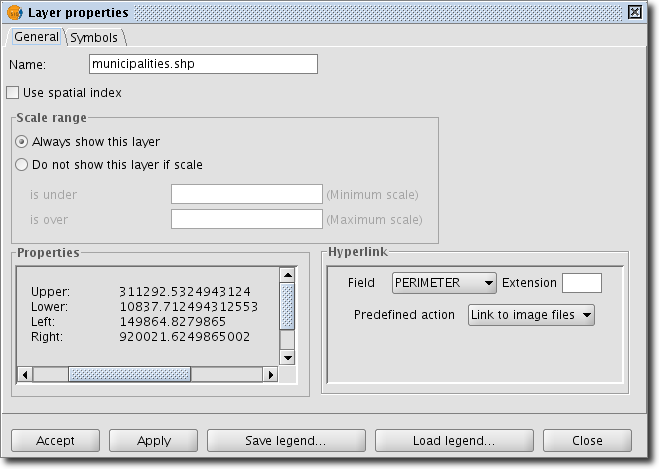 Layer properties
General Symbols
Name: municipalities.shp
Use spatial index
Scale range
Always show this layer
Do not show this layer if scale
is under (Minimum scale)
is over (Maximum scale)
Properties
Upper: 311292.5324943124
Lower: 10837.712494312553
Left: 149864.8279865
Right: 920021.6249865002
Hyperlink
Field PERIMETER Extension
Predefined action Link to image files
Accept Apply Save legend... Load legend... Close